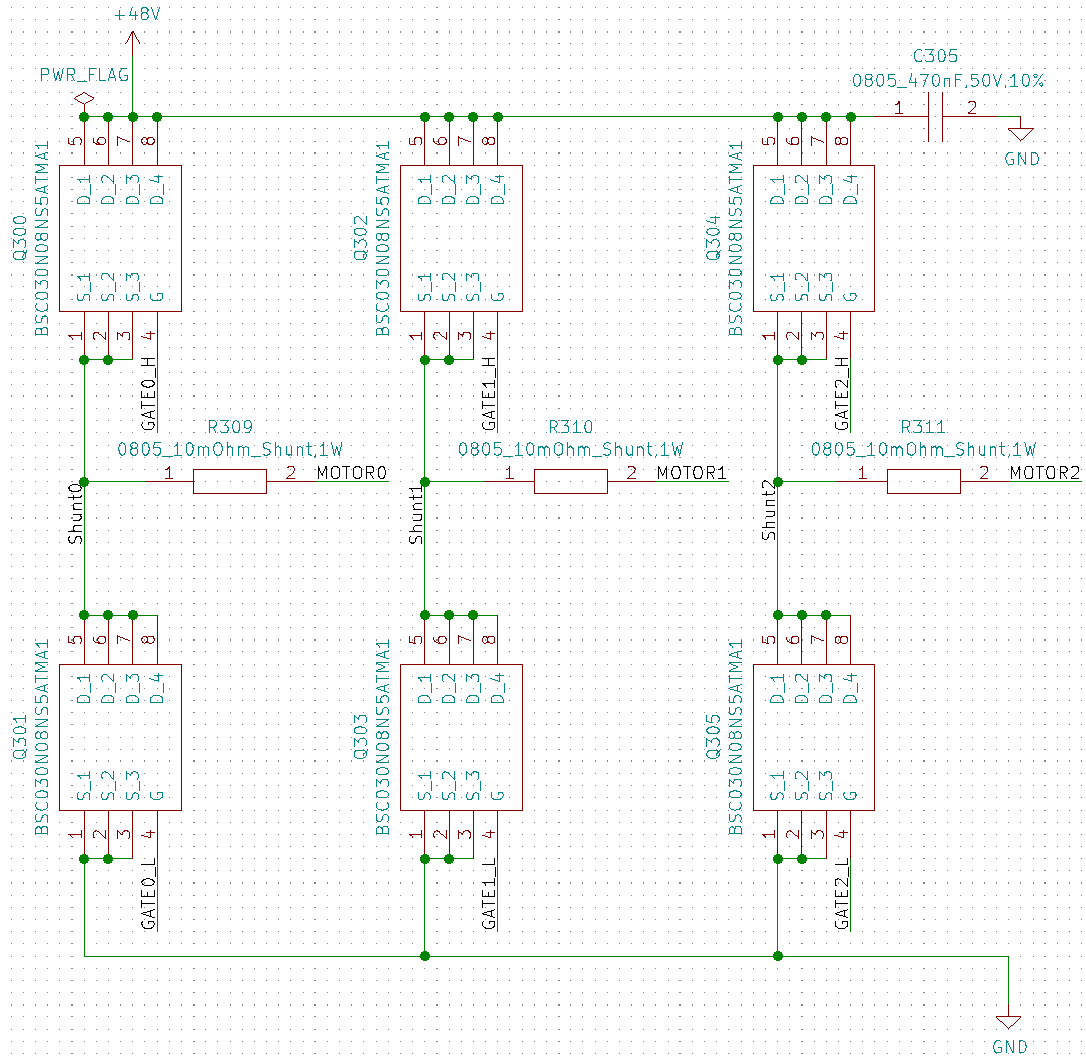 +48V
PWR_FLAG
C305
0805_470nF,50V,10%
1
2
GND
5
6
7
8
D_1
D_2
D_3
D_4
Q300
BSC030N08NS5ATMA1
S_1
S_2
S_3
G
1
2
3
4
GATE0_H
5
6
7
8
D_1
D_2
D_3
D_4
Q302
BSC030N08NS5ATMA1
S_1
S_2
S_3
G
1
2
3
4
GATE1_H
5
6
7
8
D_1
D_2
D_3
D_4
Q304
BSC030N08NS5ATMA1
S_1
S_2
S_3
G
1
2
3
4
GATE2_H
R309
0805_10mOhm_Shunt,1W
1
2
MOTOR0
Shunt0
R310
0805_10mOhm_Shunt,1W
1
2
MOTOR1
Shunt1
R311
0805_10mOhm_Shunt,1W
1
2
MOTOR2
Shunt2
5
6
7
8
D_1
D_2
D_3
D_4
Q301
BSC030N08NS5ATMA1
S_1
S_2
S_3
G
1
2
3
4
GATE0_L
5
6
7
8
D_1
D_2
D_3
D_4
Q303
BSC030N08NS5ATMA1
S_1
S_2
S_3
G
1
2
3
4
GATE1_L
5
6
7
8
D_1
D_2
D_3
D_4
Q305
BSC030N08NS5ATMA1
S_1
S_2
S_3
G
1
2
3
4
GATE2_L
GND